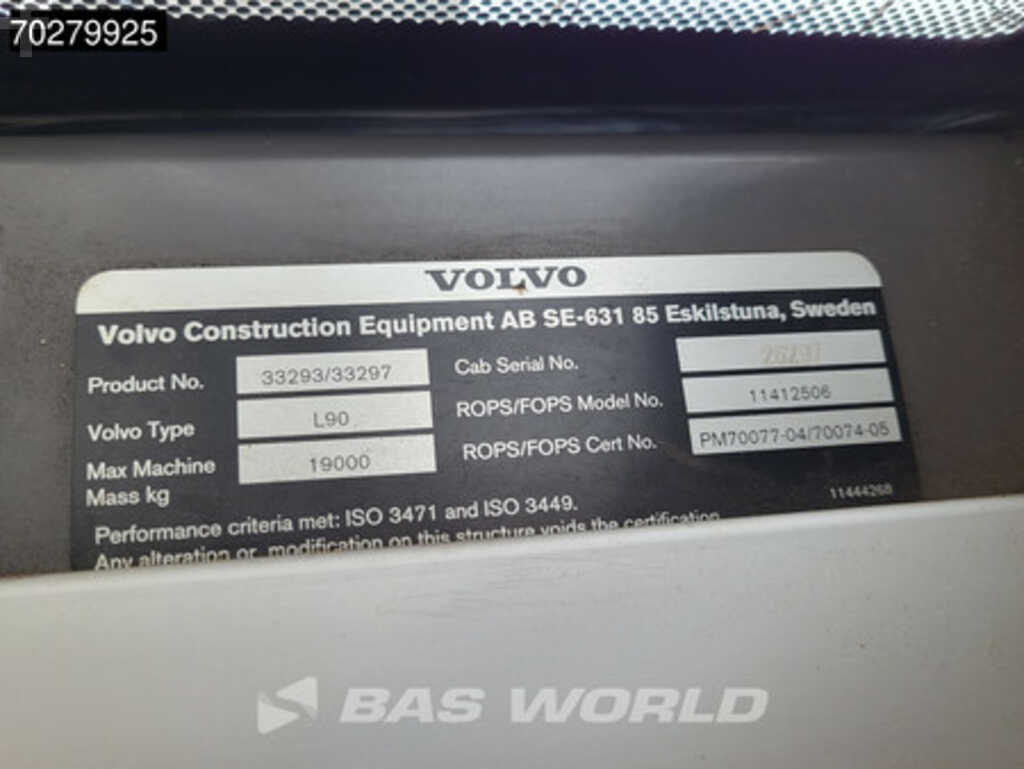 70279925
VOLVO
Volvo Construction Equipment AB SE-631 85 Eskilstuna, Sweden
Product No. 33293/33297
Cab Serial No.
Volvo Type L90
ROPS/FOPS Model No. 11412506
Max Machine Mass kg 19000
ROPS/FOPS Cert No. PM70077-04/70074-05
11444268
Performance criteria met: ISO 3471 and ISO 3449.
Any alteration or modification on this structure voids the certification
BAS WORLD